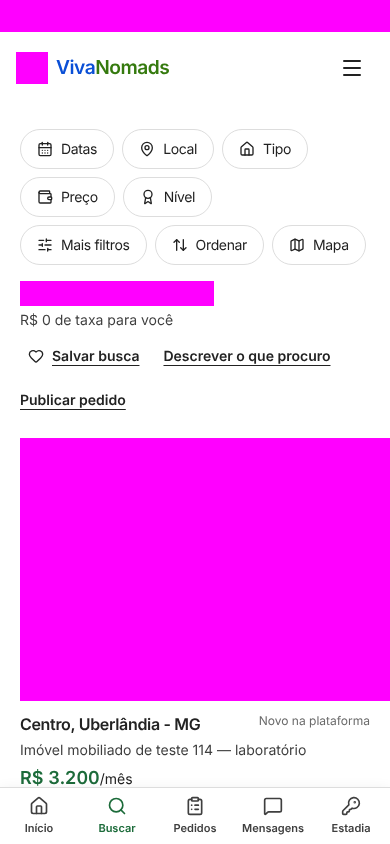 VivaNomads
Datas
Local
Tipo
Preço
Nível
Mais filtros
Ordenar
Mapa
R$ 0 de taxa para você
Salvar busca
Descrever o que procuro
Publicar pedido
Centro, Uberlândia - MG
Novo na plataforma
Imóvel mobiliado de teste 114 — laboratório
R$ 3.200/mês
Início
Buscar
Pedidos
Mensagens
Estadia